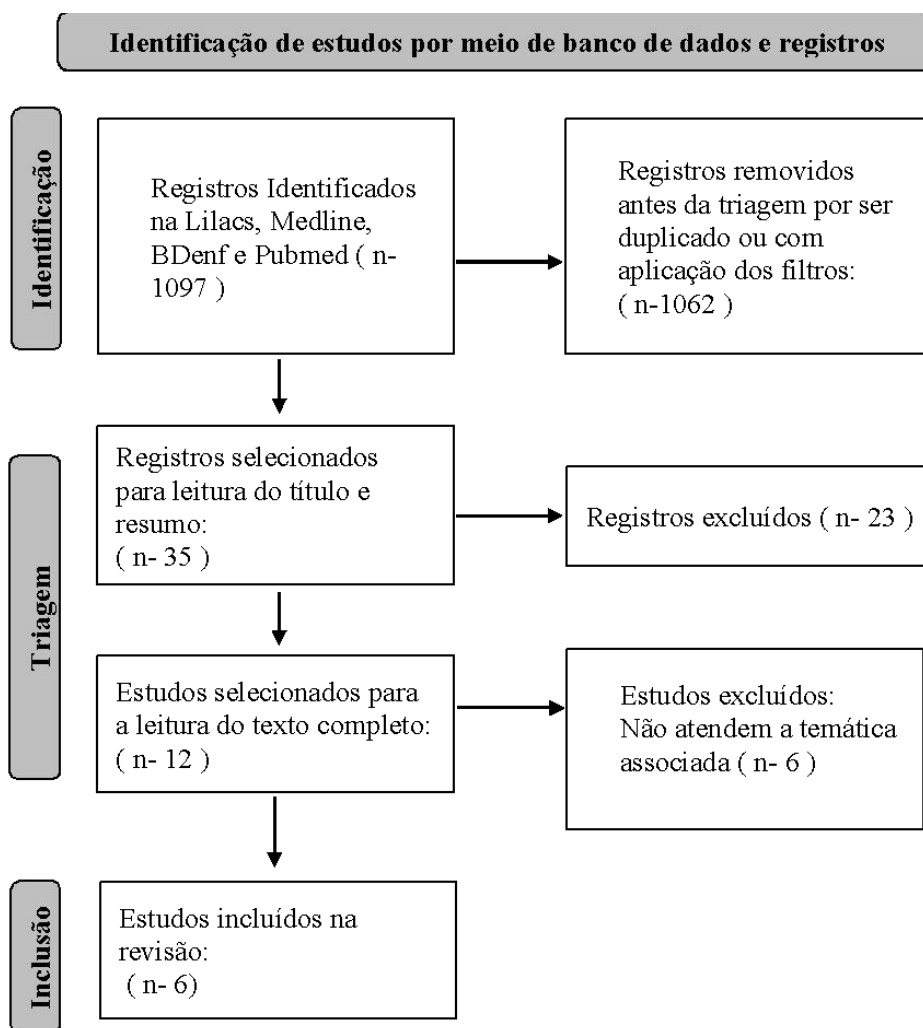 Identificação de estudos por meio de banco de dados e registros
Identificação
Registros Identificados
na Lilacs, Medline,
BDenf e Pubmed ( n-
1097 )
Registros removidos
antes da triagem por ser
duplicado ou com
aplicação dos filtros:
( n-1062 )
Triagem
Registros selecionados
para leitura do título e
resumo:
( n- 35 )
Registros excluídos ( n- 23 )
Estudos selecionados para
a leitura do texto completo:
( n- 12 )
Estudos excluídos:
Não atendem a temática
associada ( n- 6 )
Inclusão
Estudos incluídos na
revisão:
( n- 6)